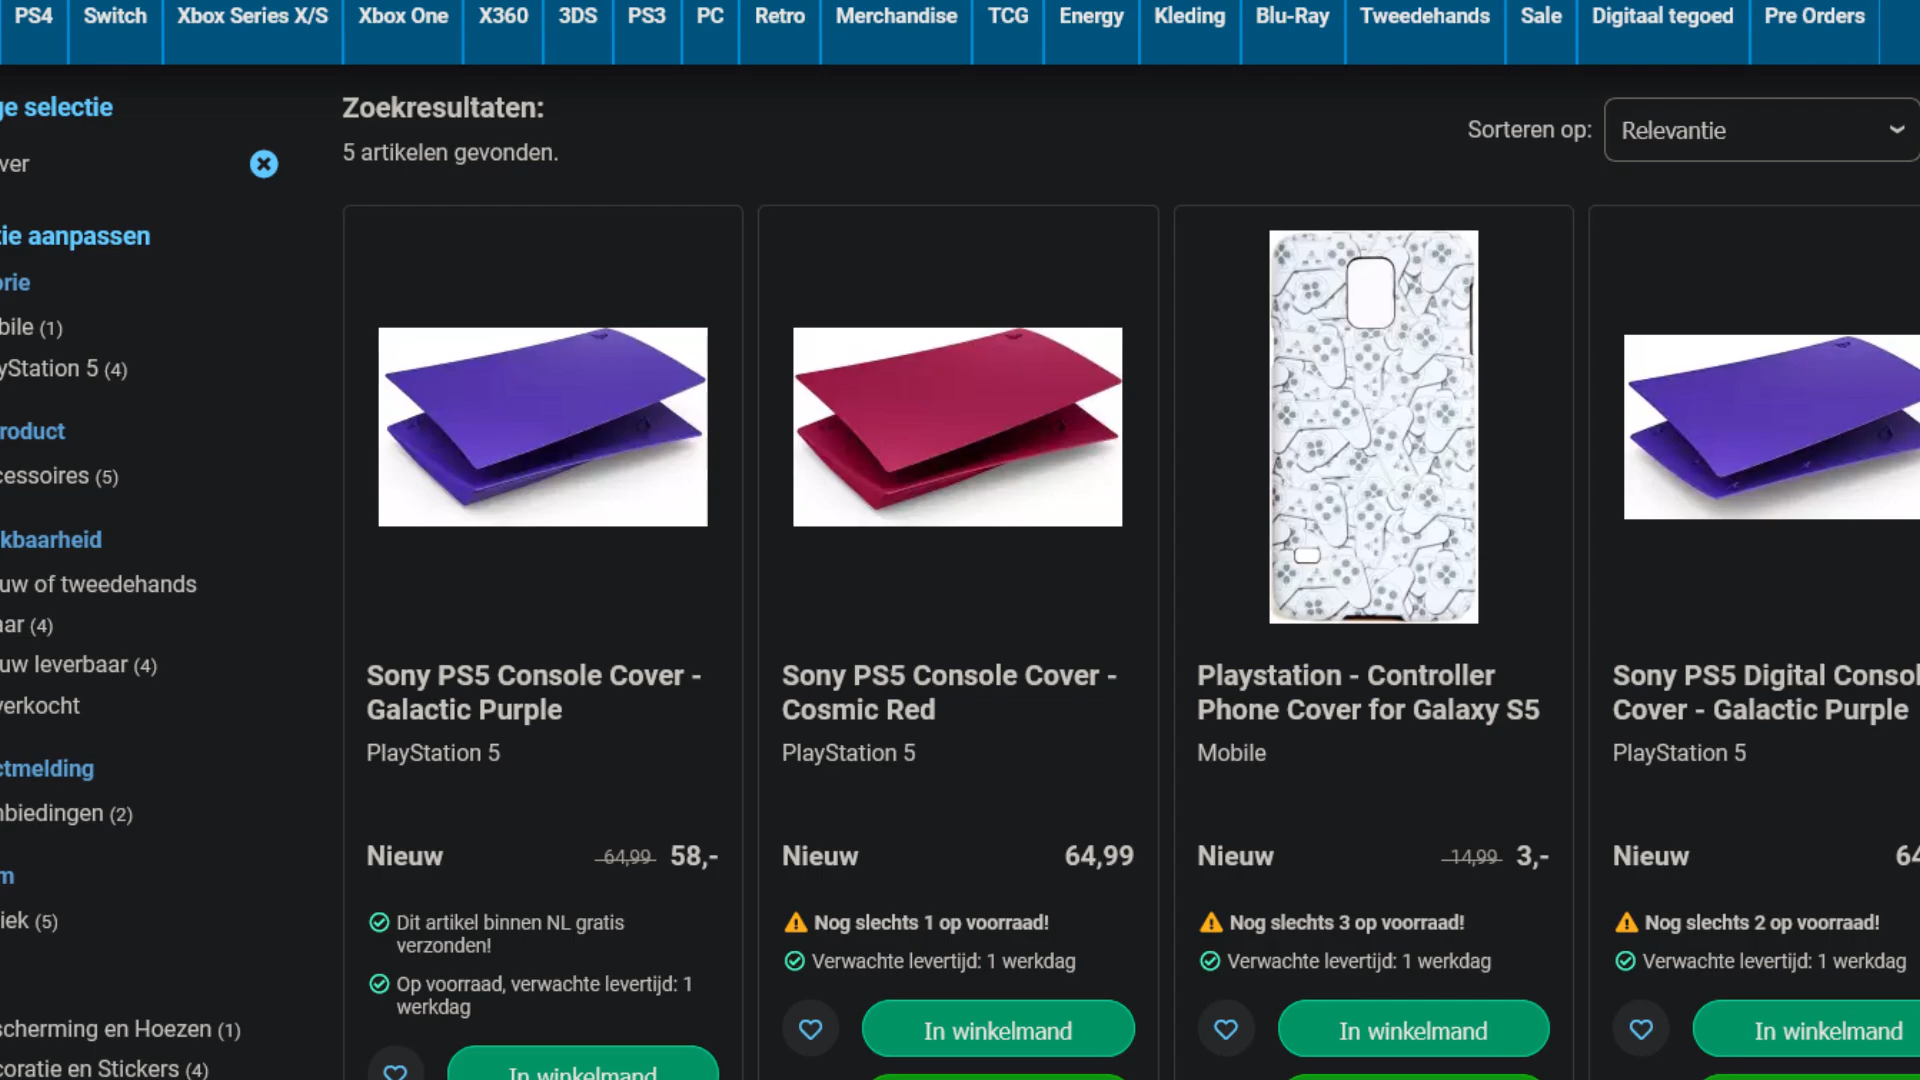 PS4 Switch Xbox Series X/S Xbox One X360 3DS PS3 PC Retro Merchandise TCG Energy Kleding Blu-Ray Tweedehands Sale Digitaal tegoed Pre Orders
ge selectie
ver
tie aanpassen
orie
bile (1)
yStation 5 (4)
roduct
cessoires (5)
kbaarheid
uw of tweedehands
aar (4)
uw leverbaar (4)
verkocht
ctmelding
nbiedingen (2)
m
iek (5)
scherming en Hoezen (1)
coratie en Stickers (4)
Zoekresultaten:
5 artikelen gevonden.
Sorteren op: Relevantie
Sony PS5 Console Cover -
Galactic Purple
PlayStation 5
Nieuw 64,99 58,-
Dit artikel binnen NL gratis
verzonden!
Op voorraad, verwachte levertijd: 1
werkdag
In winkelmand
Sony PS5 Console Cover -
Cosmic Red
PlayStation 5
Nieuw 64,99
Nog slechts 1 op voorraad!
Verwachte levertijd: 1 werkdag
In winkelmand
Playstation - Controller
Phone Cover for Galaxy S5
Mobile
Nieuw 14,99 3,-
Nog slechts 3 op voorraad!
Verwachte levertijd: 1 werkdag
In winkelmand
Sony PS5 Digital Consol
Cover - Galactic Purple
PlayStation 5
Nieuw 64
Nog slechts 2 op voorraad!
Verwachte levertijd: 1 werkdag
In winkelmand